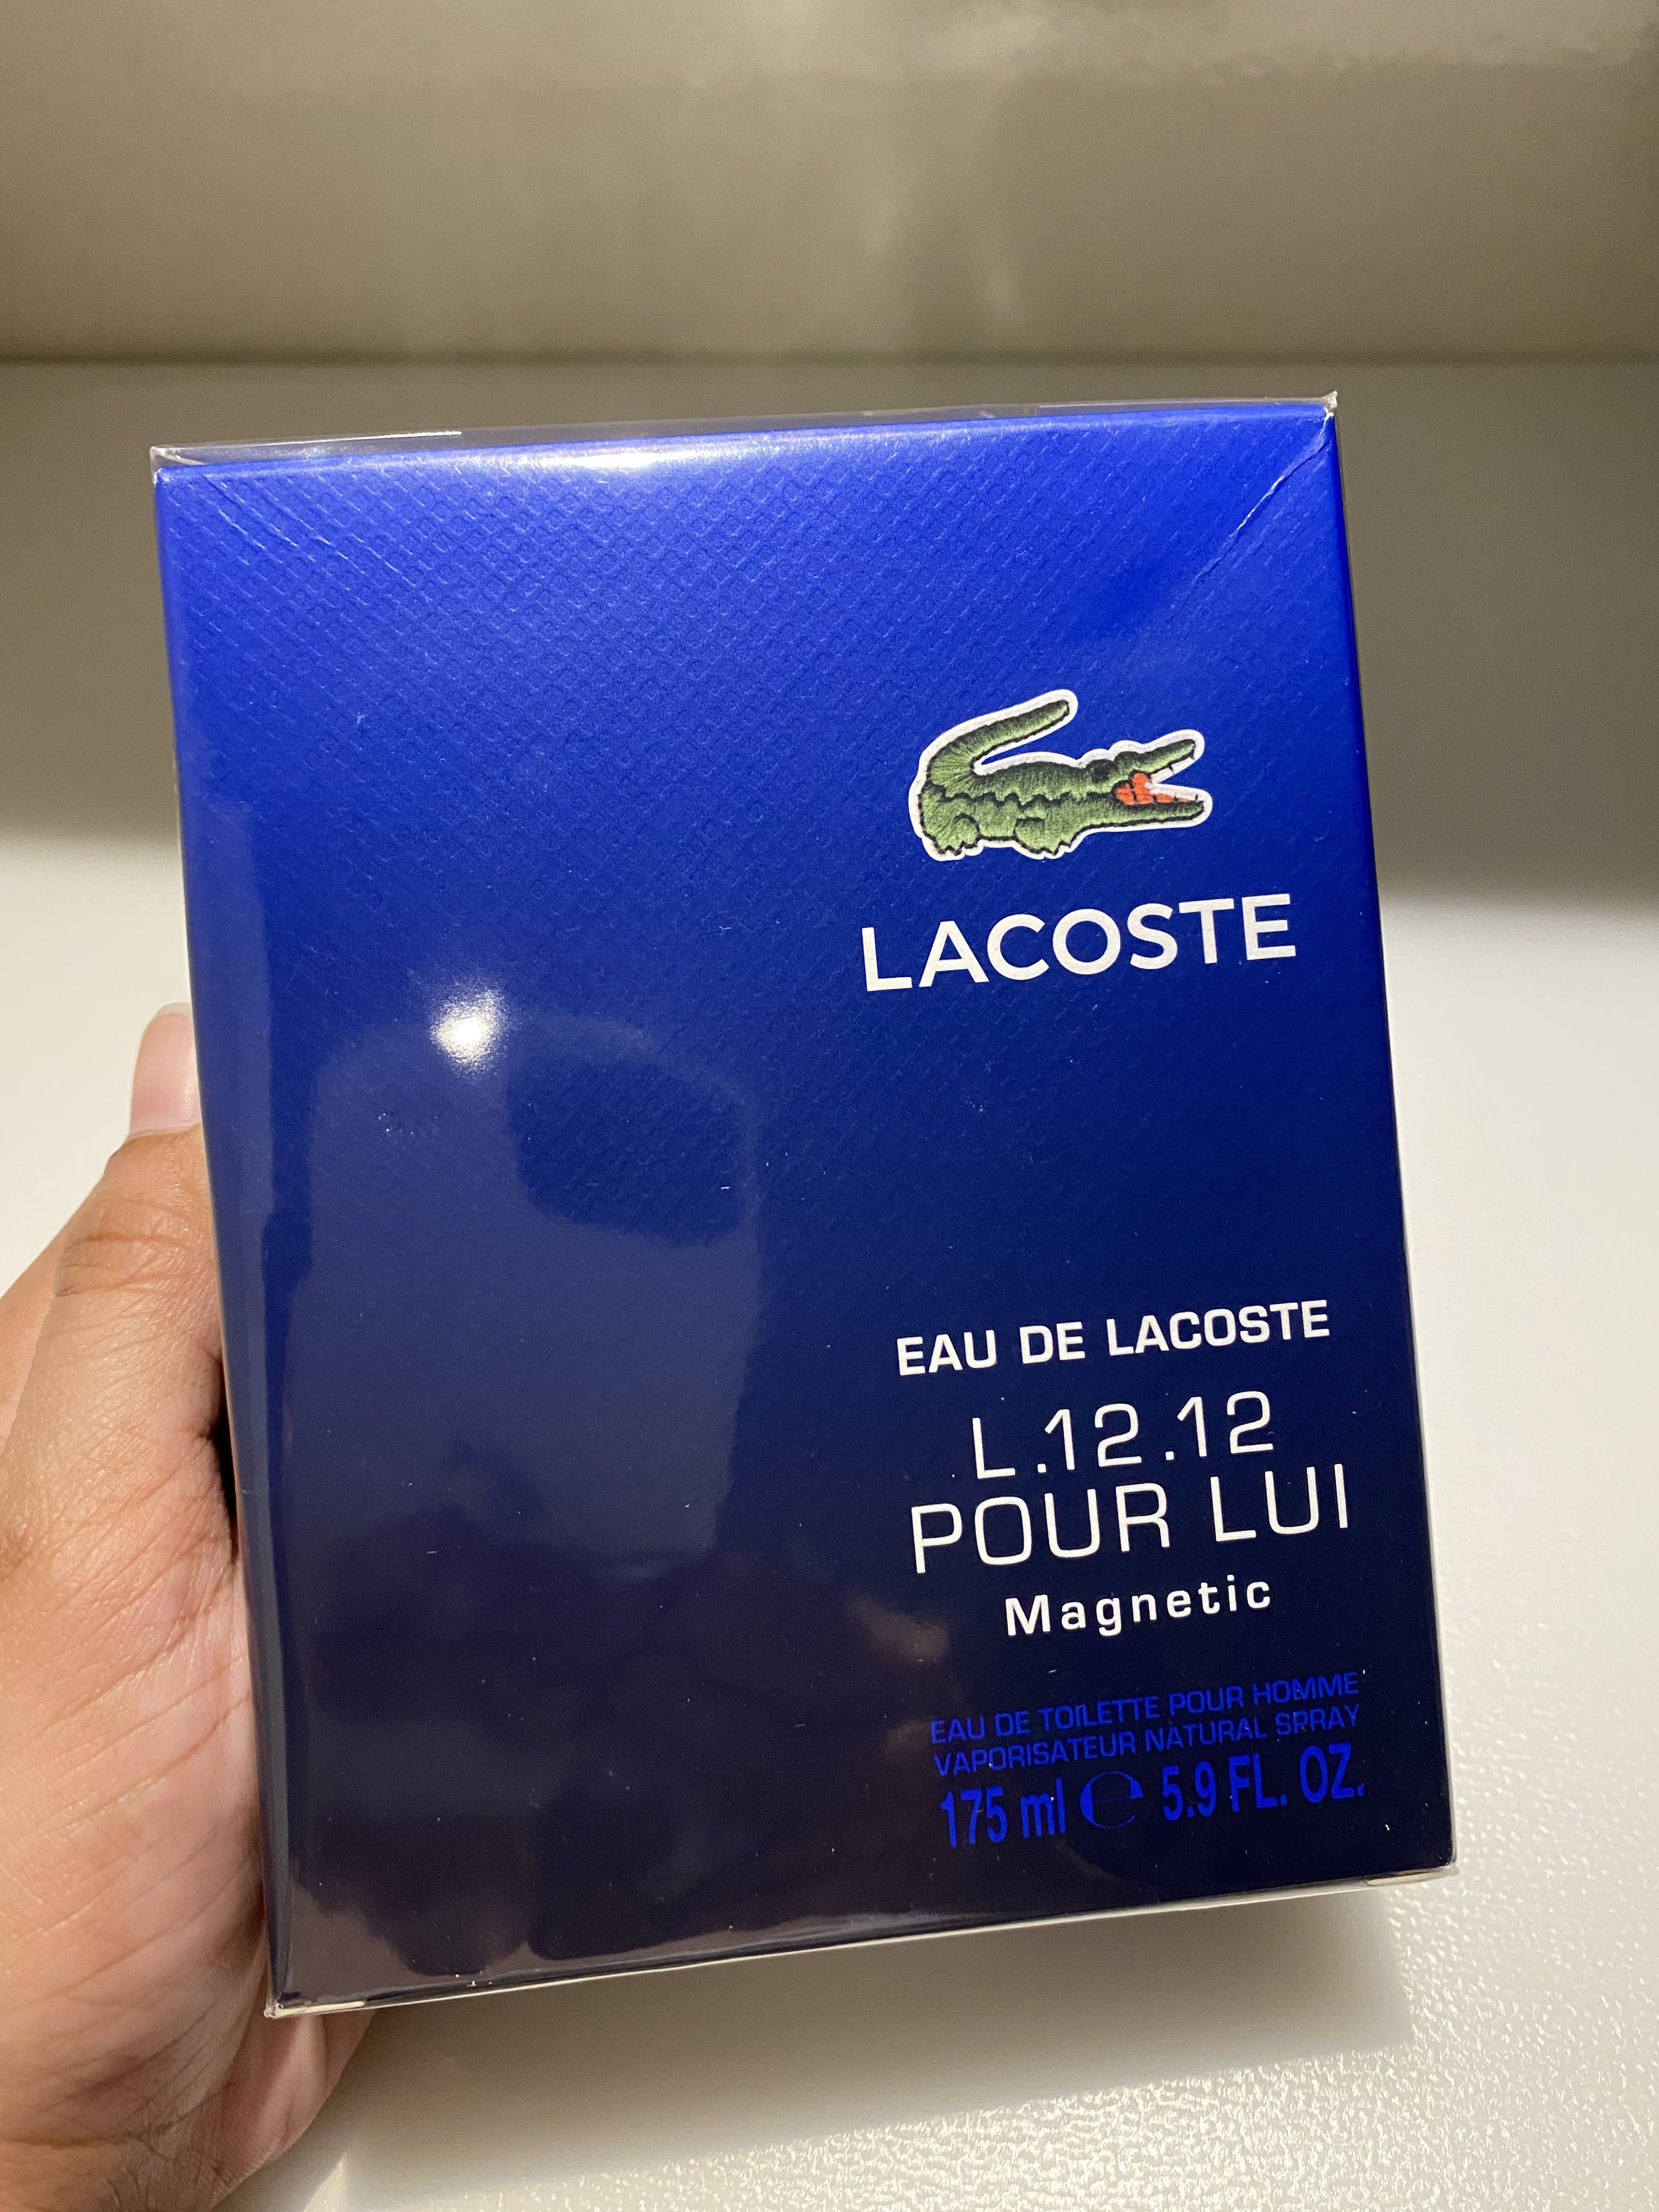 LACOSTE
EAU DE LACOSTE
L.12.12
POUR LUI
Magnetic
EAU DE TOILETTE POUR HOMME
VAPORISATEUR NATURAL SPRAY
175 ml ℮ 5.9 FL. OZ.